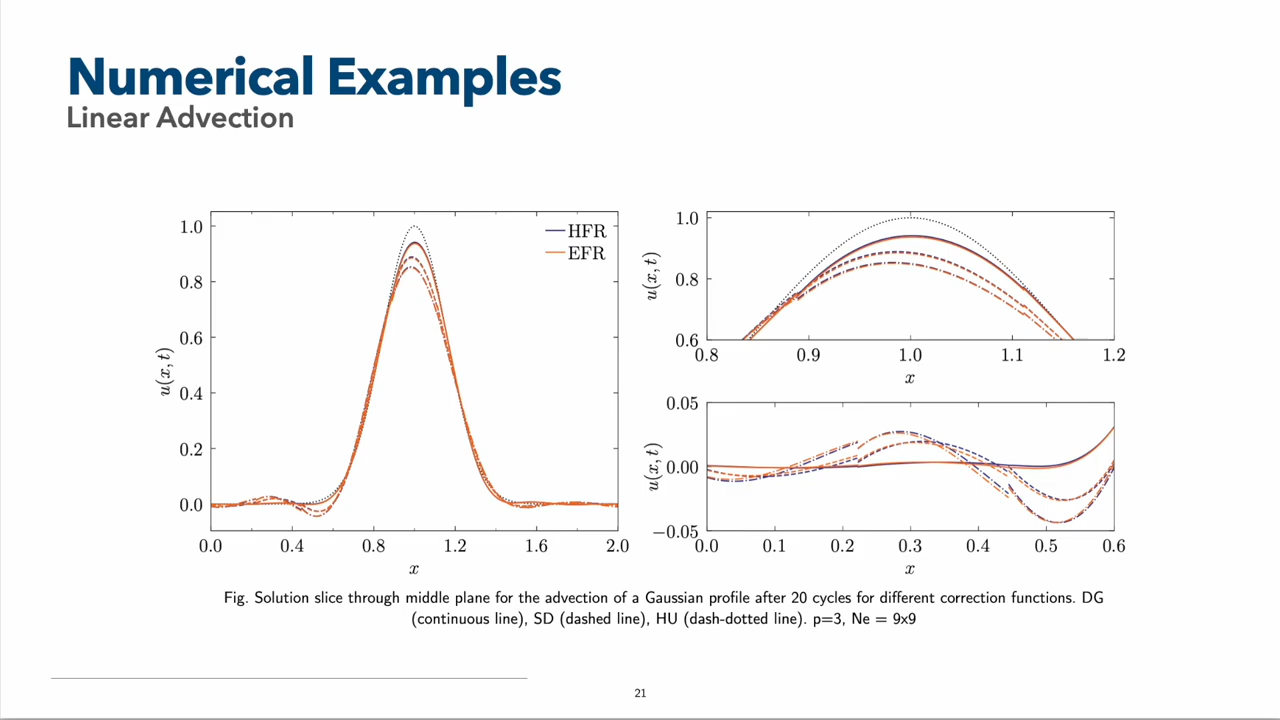 Numerical Examples
Linear Advection
1.0
0.8
0.6
0.4
0.2
0.0
u(x, t)
0.0 0.4 0.8 1.2 1.6 2.0
x
HFR
EFR
1.0
0.8
0.6
u(x, t)
0.8 0.9 1.0 1.1 1.2
x
0.05
0.00
−0.05
u(x, t)
0.0 0.1 0.2 0.3 0.4 0.5 0.6
x
Fig. Solution slice through middle plane for the advection of a Gaussian profile after 20 cycles for different correction functions. DG
(continuous line), SD (dashed line), HU (dash-dotted line). p=3, Ne = 9x9
21